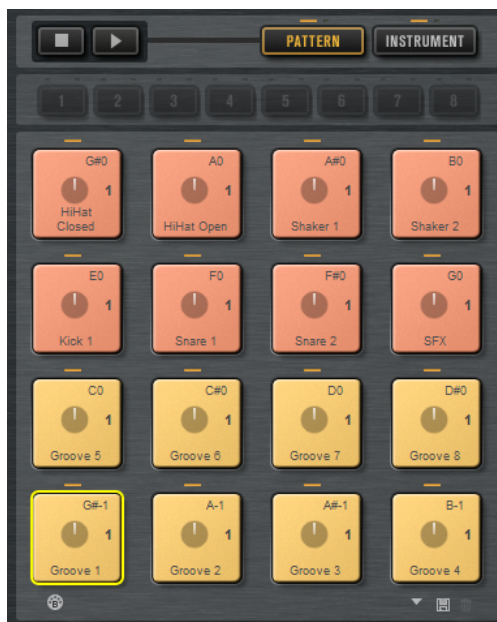 PATTERN INSTRUMENT
1 2 3 4 5 6 7 8
G#0 A0 A#0 B0
1 1 1 1
HiHat
Closed HiHat Open Shaker 1 Shaker 2
E0 F0 F#0 G0
1 1 1 1
Kick 1 Snare 1 Snare 2 SFX
C0 C#0 D0 D#0
1 1 1 1
Groove 5 Groove 6 Groove 7 Groove 8
G#-1 A-1 A#-1 B-1
1 1 1 1
Groove 1 Groove 2 Groove 3 Groove 4
B